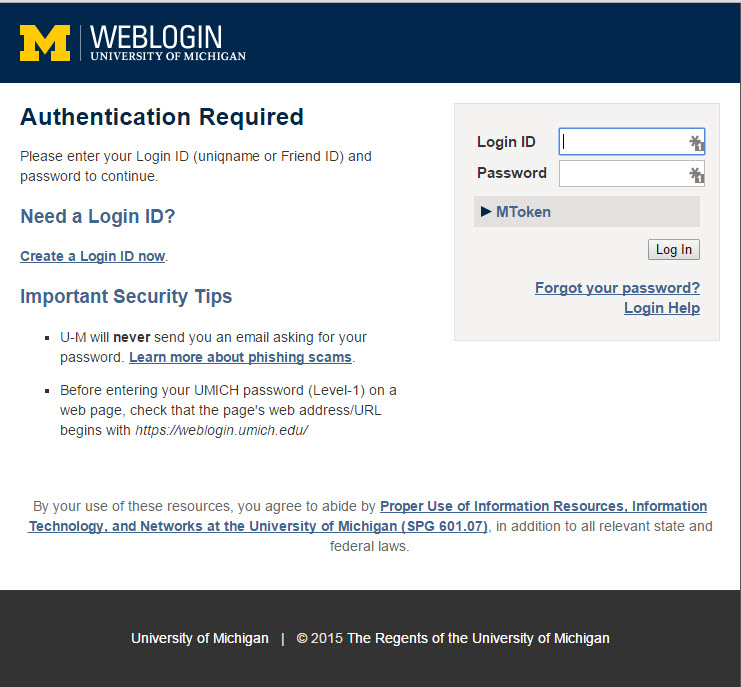 M WEBLOGIN
UNIVERSITY OF MICHIGAN
Authentication Required
Please enter your Login ID (uniqname or Friend ID) and
password to continue.
Need a Login ID?
Create a Login ID now.
Important Security Tips
U-M will never send you an email asking for your
password. Learn more about phishing scams.
Before entering your UMICH password (Level-1) on a
web page, check that the page's web address/URL
begins with https://weblogin.umich.edu/
Login ID
1
Password
1
MToken
Log In
Forgot your password?
Login Help
By your use of these resources, you agree to abide by Proper Use of Information Resources, Information
Technology, and Networks at the University of Michigan (SPG 601.07), in addition to all relevant state and
federal laws.
University of Michigan | © 2015 The Regents of the University of Michigan